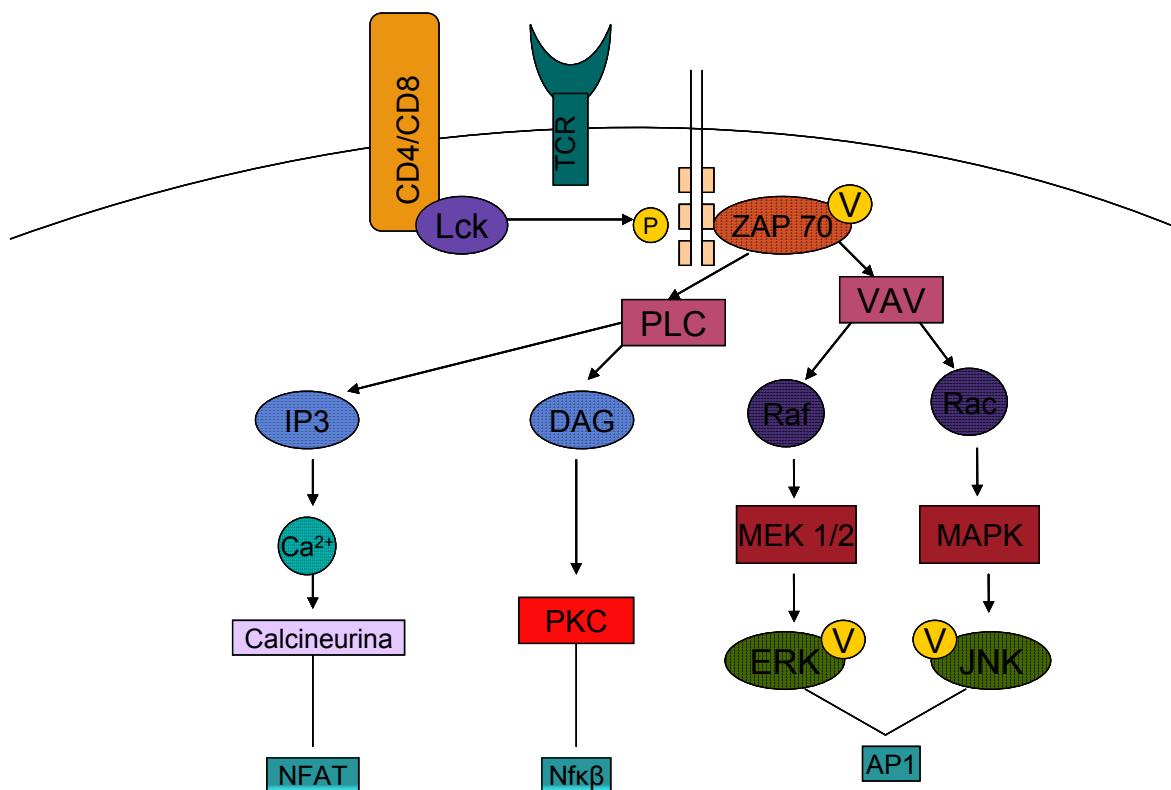 CD4/CD8
TCR
Lck
P
ZAP 70
V
PLC
VAV
IP3
DAG
Raf
Rac
Ca²⁺
MEK 1/2
MAPK
Calcineurina
PKC
ERK
V
V
JNK
NFAT
Nfκβ
AP1